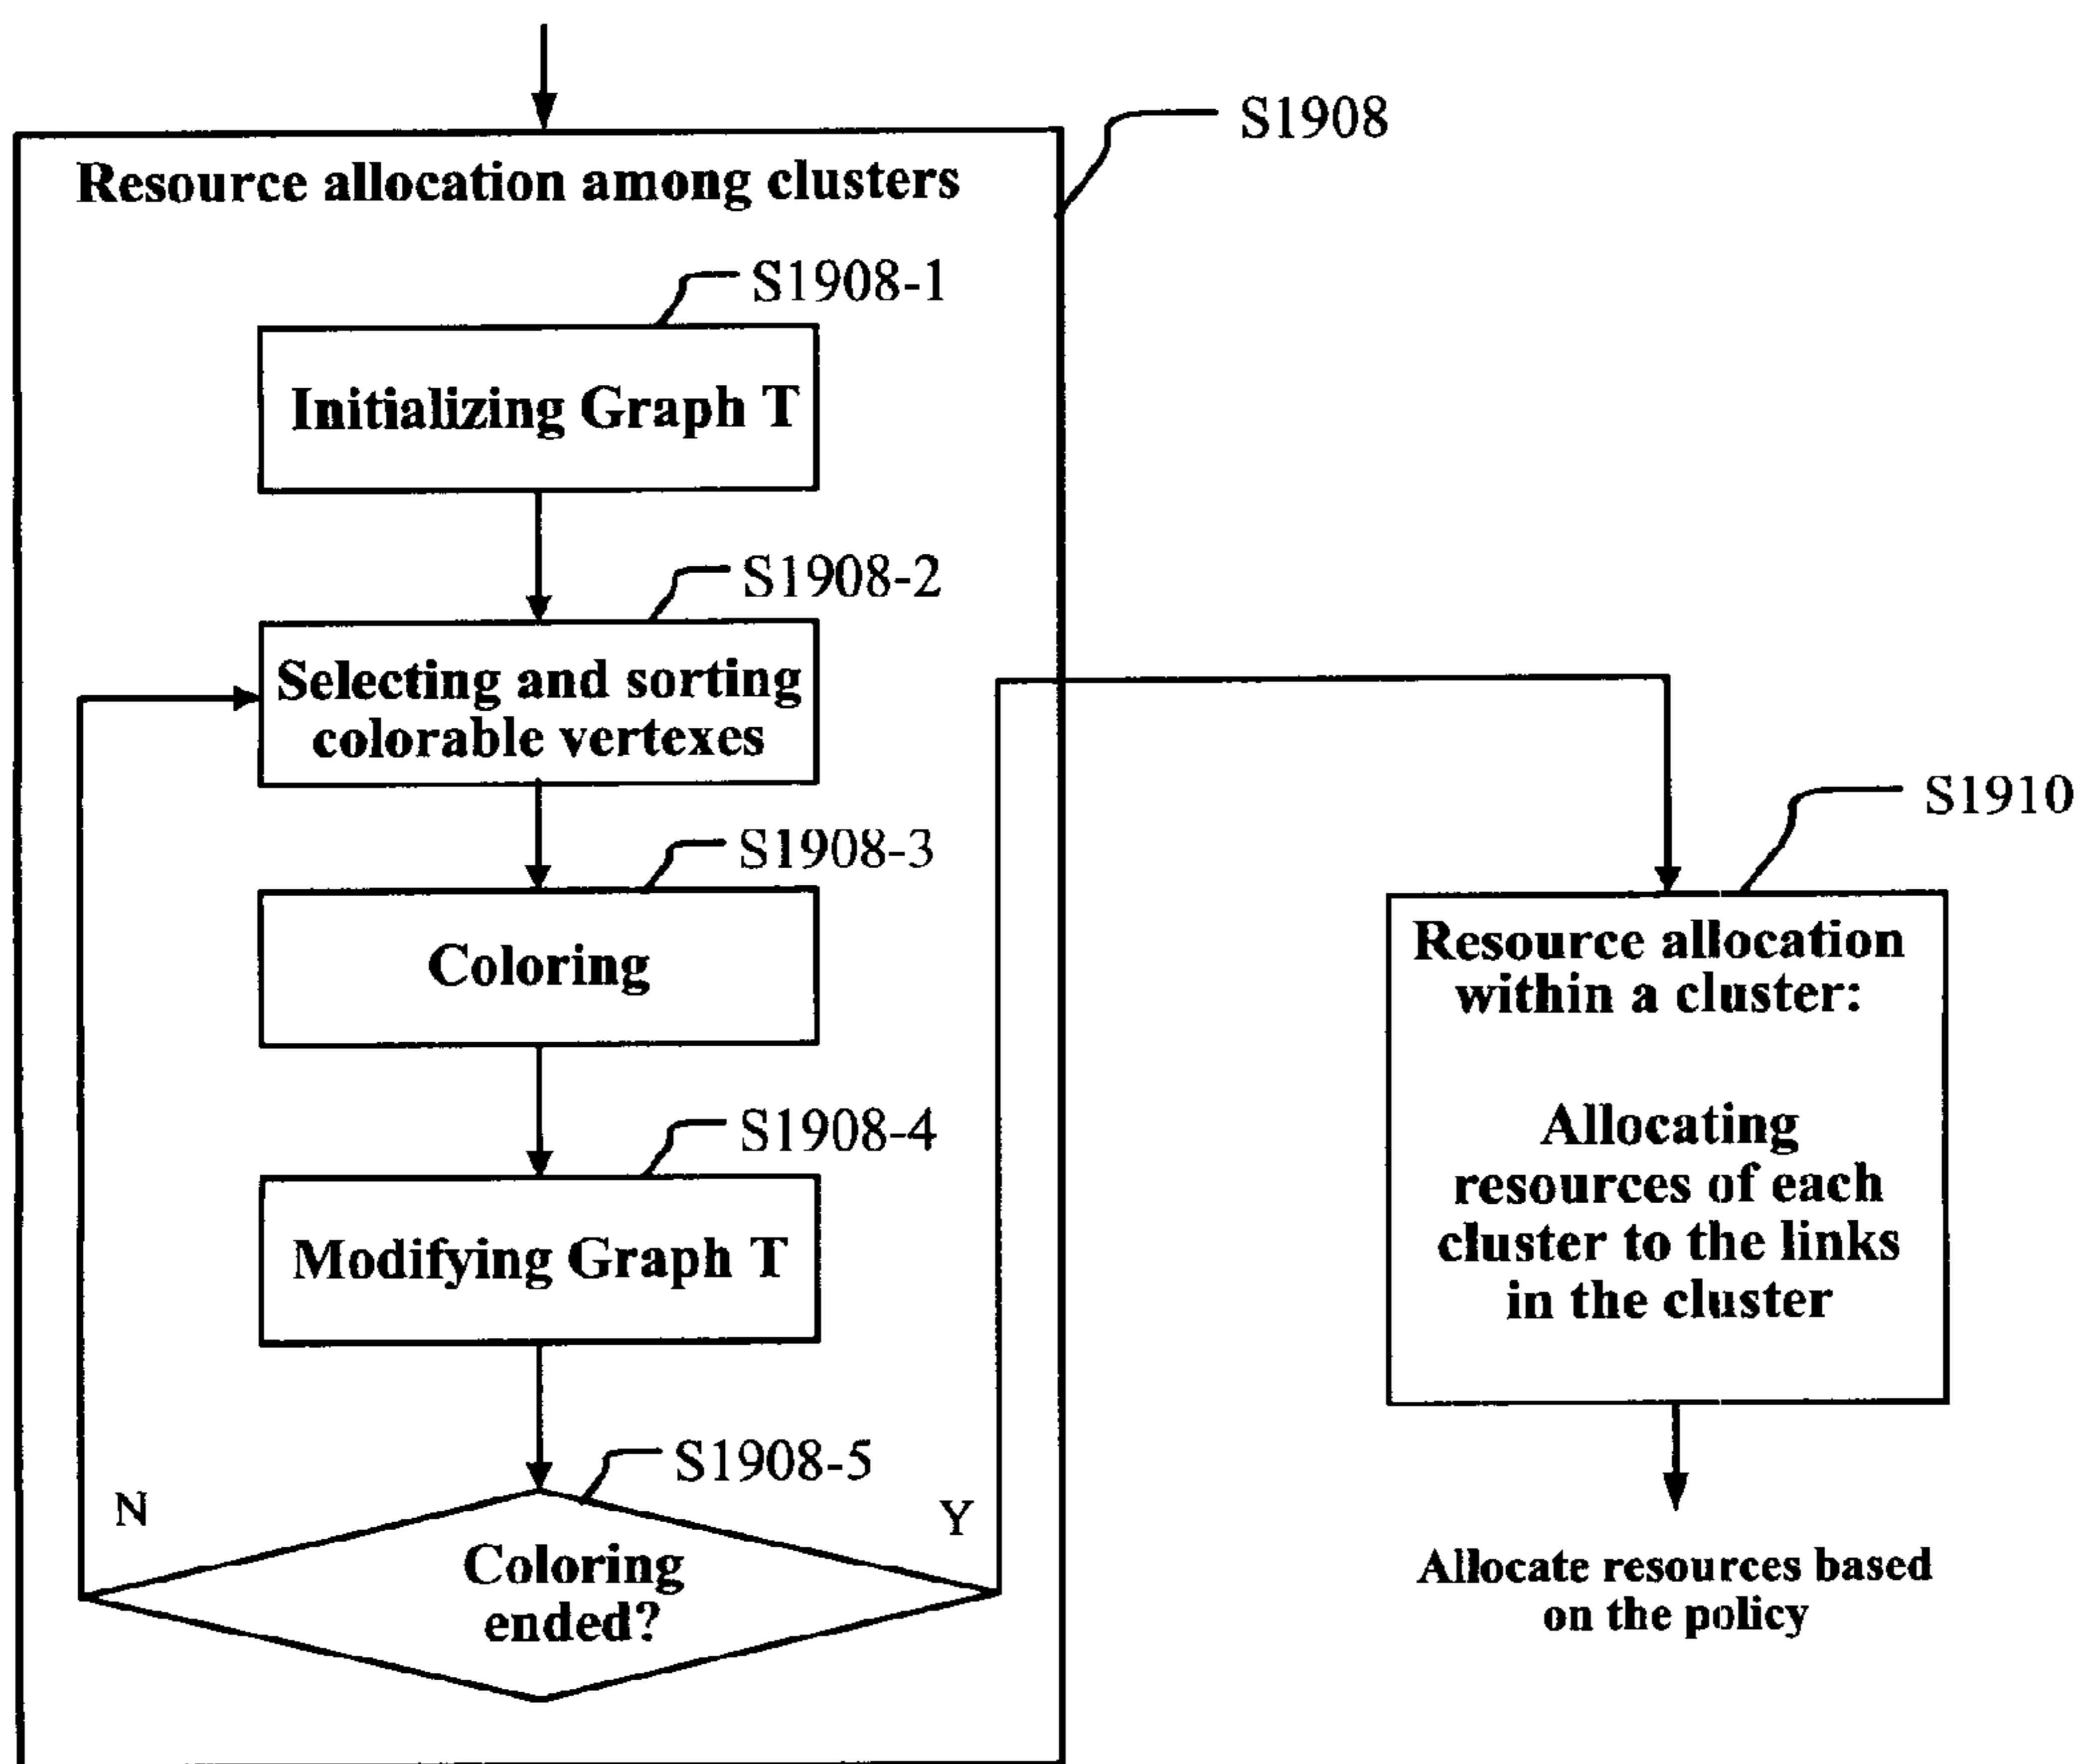 S1908
Resource allocation among clusters
S1908-1
Initializing Graph T
S1908-2
Selecting and sorting
colorable vertexes
S1908-3
Coloring
S1908-4
Modifying Graph T
S1908-5
N
Y
Coloring
ended?
S1910
Resource allocation
within a cluster:
Allocating
resources of each
cluster to the links
in the cluster
Allocate resources based
on the policy